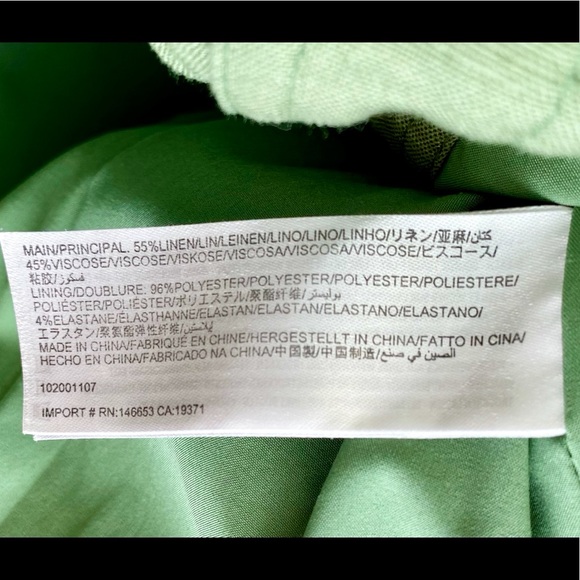 MAIN/PRINCIPAL. 55%LINEN/LIN/LEINEN/LINO/LINO/LINHO/リネン/亚麻/كتان/
45%VISCOSE/VISCOSE/VISKOSE/VISCOSA/VISCOSA/VISCOSE/ビスコース/
粘胶/فسكوز/
LINING/DOUBLURE: 96%POLYESTER/POLYESTER/POLYESTER/POLIESTERE/
POLIÉSTER/POLIÉSTER/ポリエステル/聚酯纤维/بوليستر/
4%ELASTANE/ÉLASTHANNE/ELASTAN/ELASTAN/ELASTANO/ELASTANO/
エラスタン/聚氨酯弹性纤维/إيلاستين/
MADE IN CHINA/FABRIQUÉ EN CHINE/HERGESTELLT IN CHINA/FATTO IN CINA/
HECHO EN CHINA/FABRICADO NA CHINA/中国製/中国制造/الصين في صنع/
102001107
IMPORT # RN:146653 CA:19371